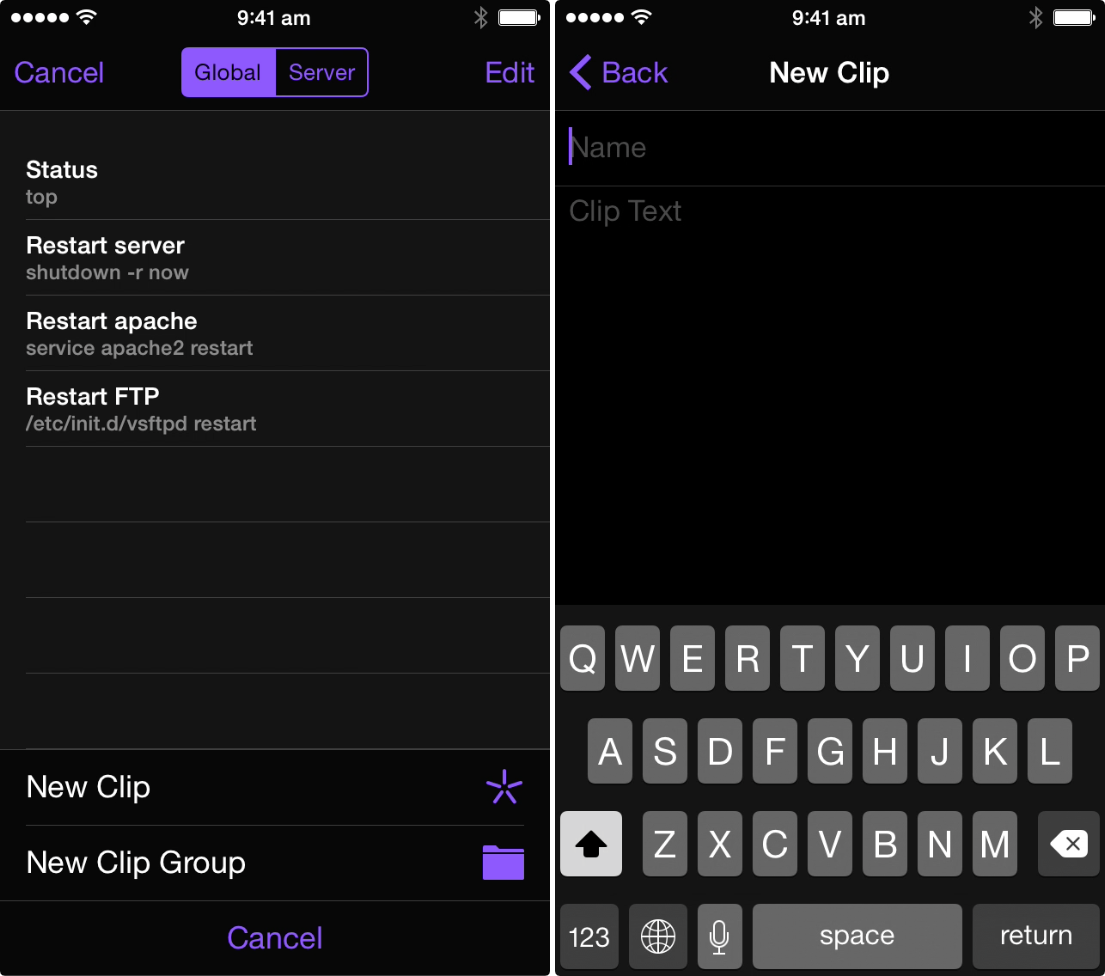 9:41 am
Cancel Global Server Edit
Status
top
Restart server
shutdown -r now
Restart apache
service apache2 restart
Restart FTP
/etc/init.d/vsftpd restart
New Clip
New Clip Group
Cancel
9:41 am
Back New Clip
Name
Clip Text
Q W E R T Y U I O P
A S D F G H J K L
Z X C V B N M
123 space return